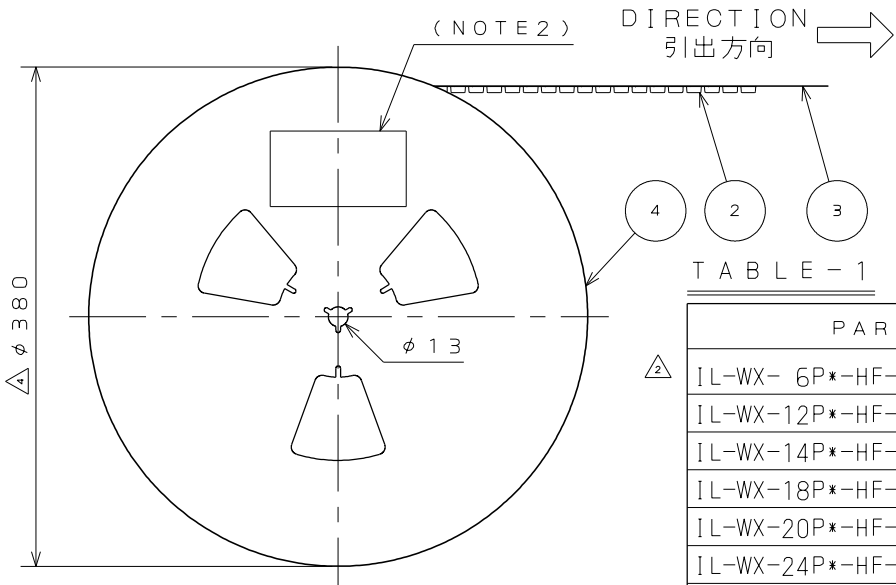 (NOTE2)
DIRECTION
引出方向
4
2
3
TABLE-1
4 φ380
φ13
PAR
2
IL-WX- 6P*-HF-
IL-WX-12P*-HF-
IL-WX-14P*-HF-
IL-WX-18P*-HF-
IL-WX-20P*-HF-
IL-WX-24P*-HF-